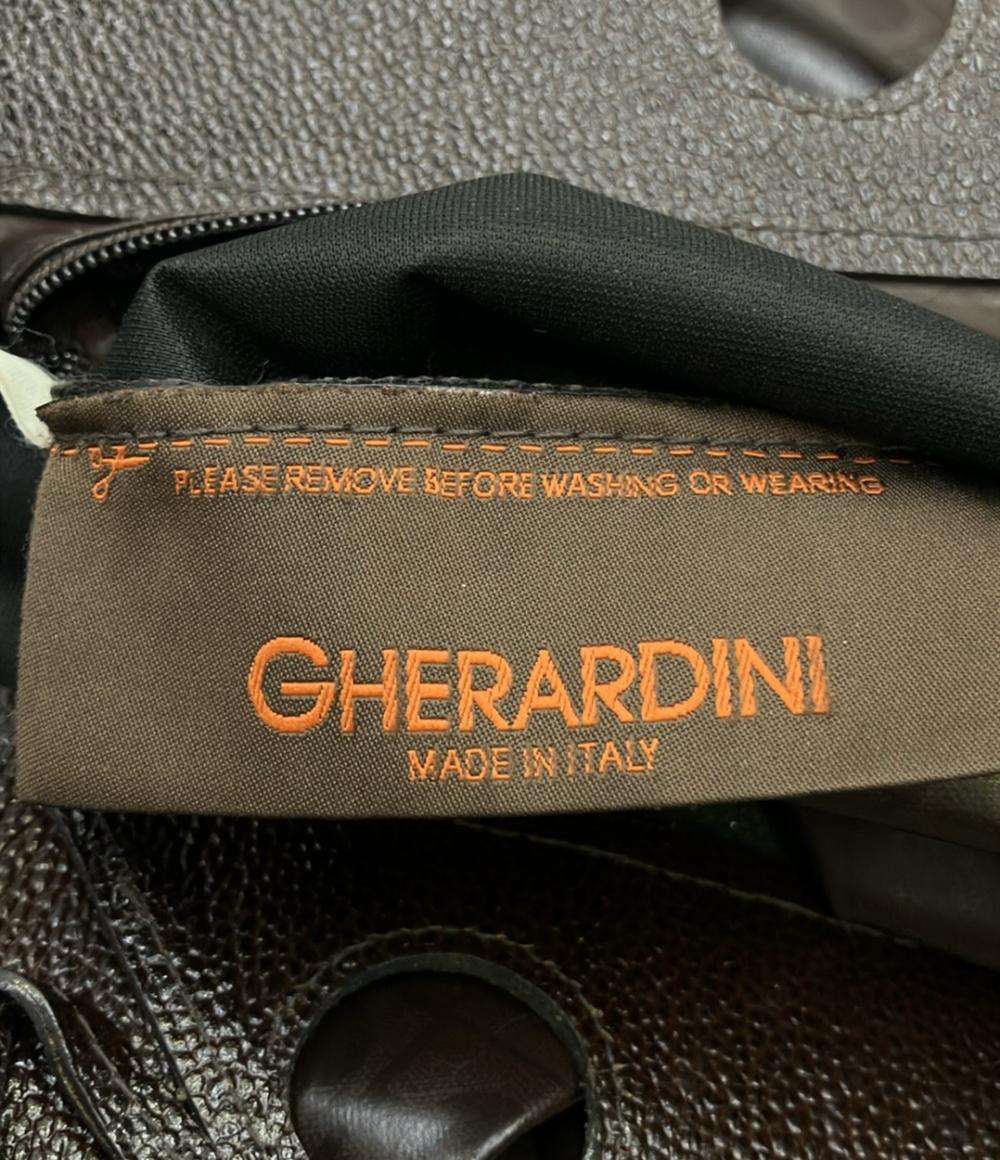 PLEASE REMOVE BEFORE WASHING OR WEARING
GHERARDINI
MADE IN ITALY